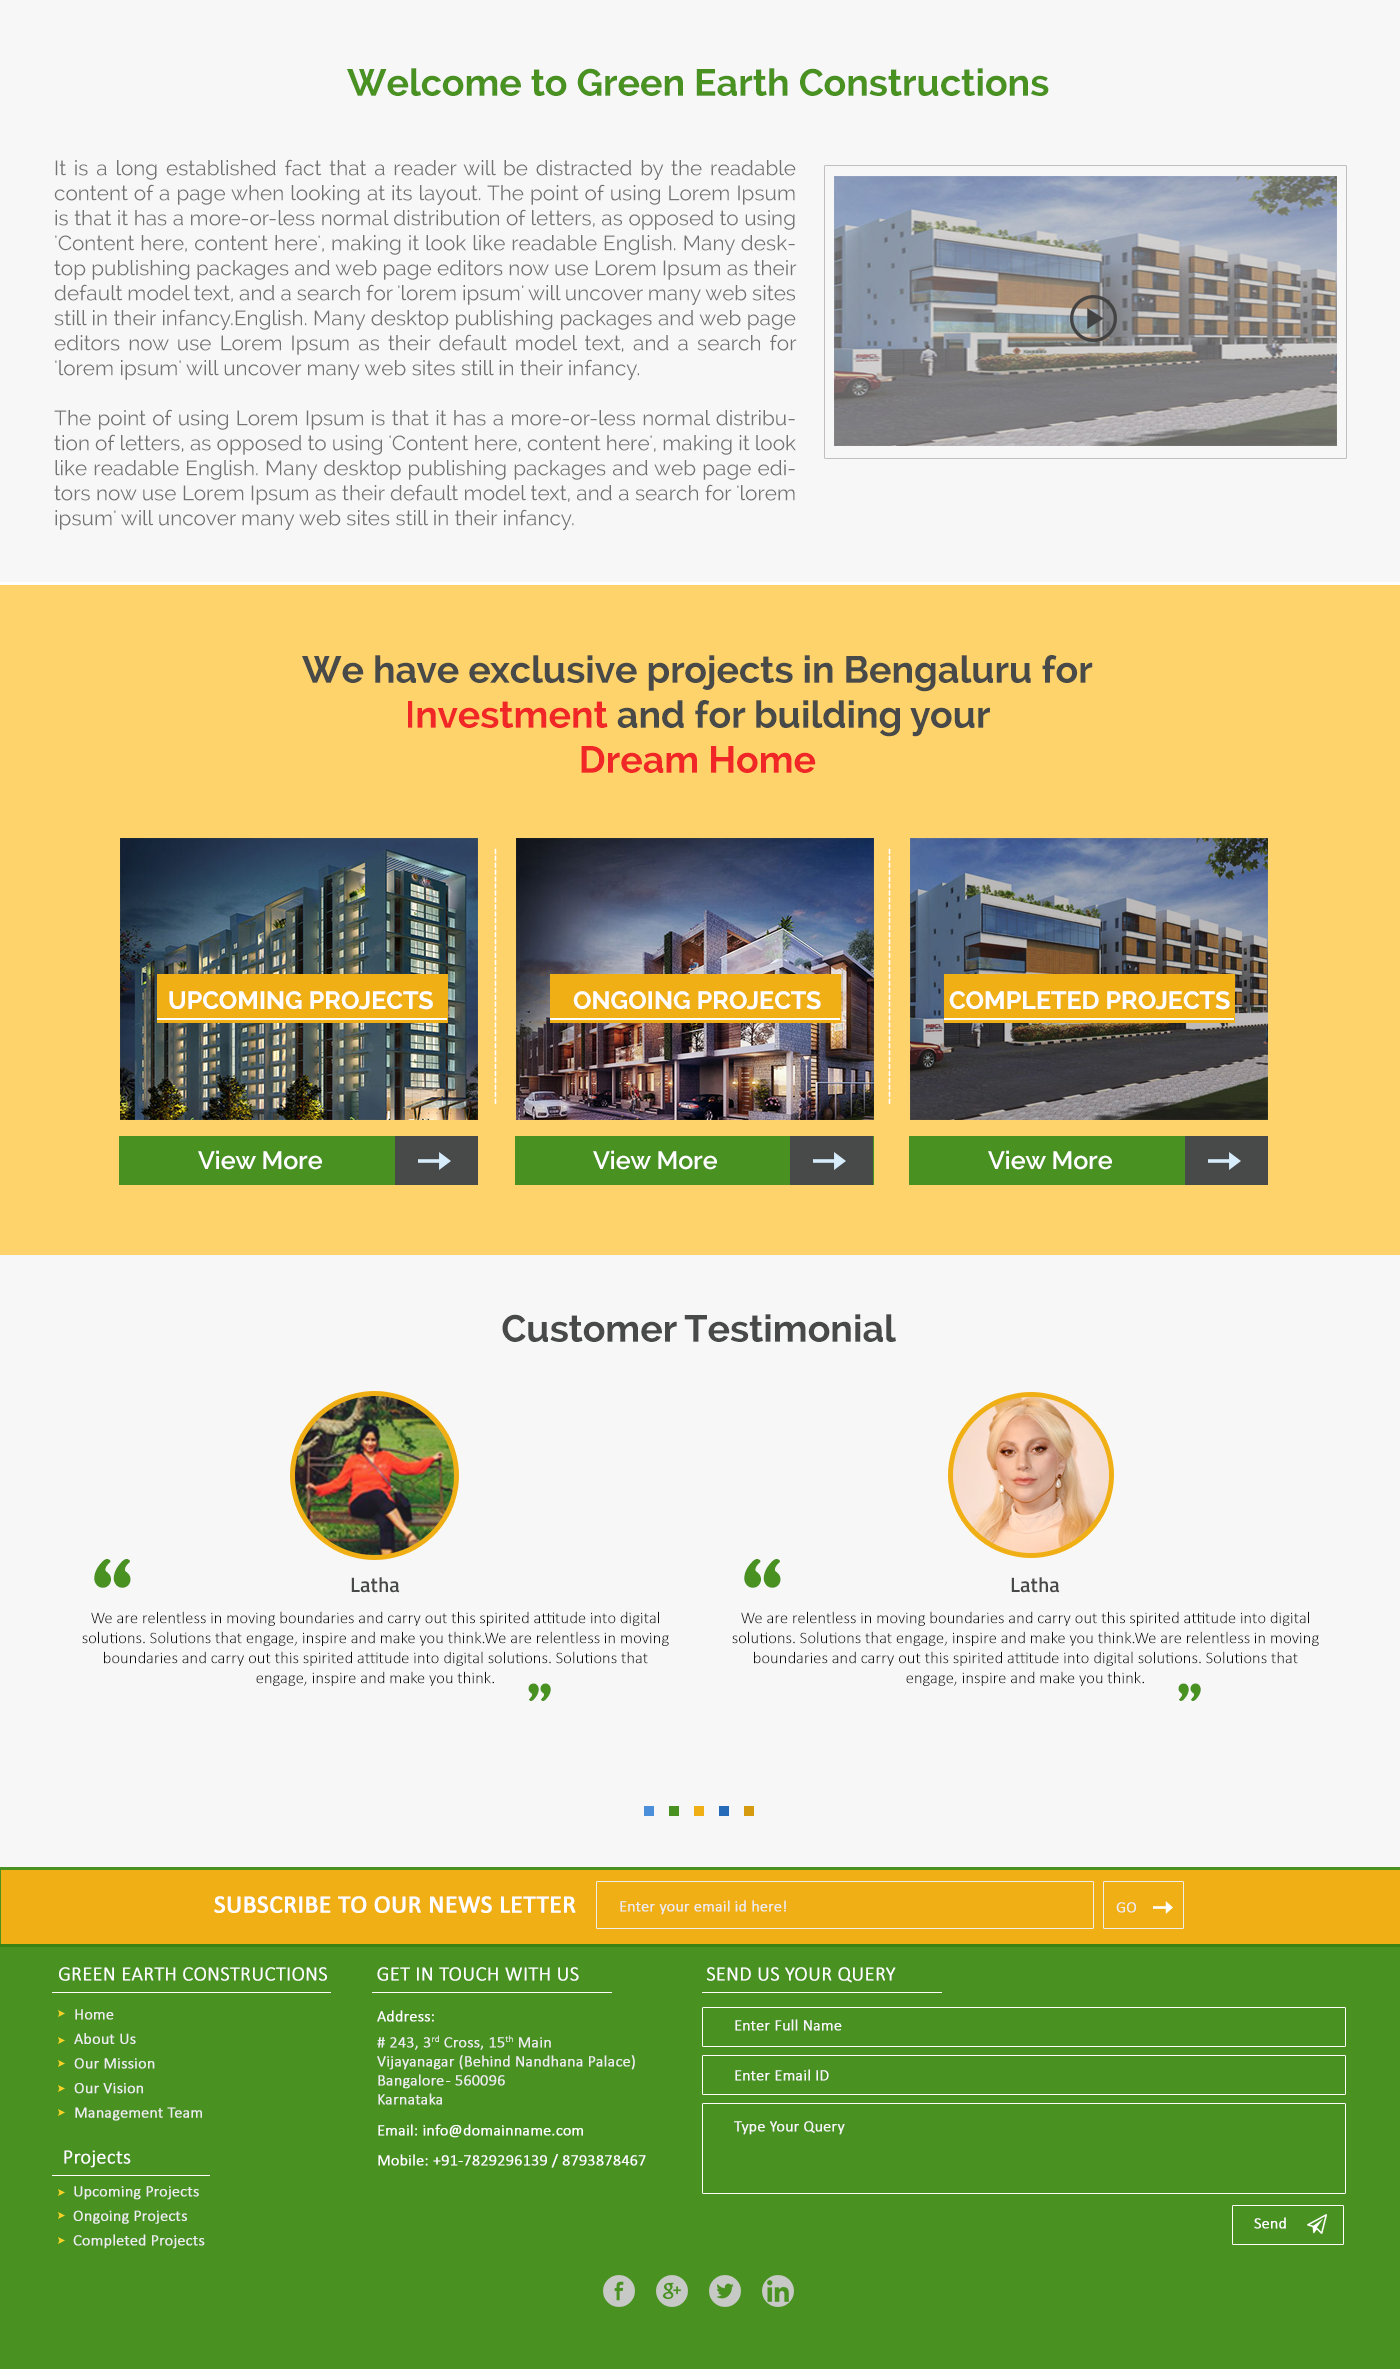 Welcome to Green Earth Constructions
It is a long established fact that a reader will be distracted by the readable
content of a page when looking at its layout. The point of using Lorem Ipsum
is that it has a more-or-less normal distribution of letters, as opposed to using
'Content here, content here', making it look like readable English. Many desk-
top publishing packages and web page editors now use Lorem Ipsum as their
default model text, and a search for 'lorem ipsum' will uncover many web sites
still in their infancy.English. Many desktop publishing packages and web page
editors now use Lorem Ipsum as their default model text, and a search for
'lorem ipsum' will uncover many web sites still in their infancy.
The point of using Lorem Ipsum is that it has a more-or-less normal distribu-
tion of letters, as opposed to using 'Content here, content here', making it look
like readable English. Many desktop publishing packages and web page edi-
tors now use Lorem Ipsum as their default model text, and a search for 'lorem
ipsum' will uncover many web sites still in their infancy.
We have exclusive projects in Bengaluru for
Investment and for building your
Dream Home
UPCOMING PROJECTS
ONGOING PROJECTS
COMPLETED PROJECTS
View More
View More
View More
Customer Testimonial
Latha
We are relentless in moving boundaries and carry out this spirited attitude into digital
solutions. Solutions that engage, inspire and make you think.We are relentless in moving
boundaries and carry out this spirited attitude into digital solutions. Solutions that
engage, inspire and make you think.
Latha
We are relentless in moving boundaries and carry out this spirited attitude into digital
solutions. Solutions that engage, inspire and make you think.We are relentless in moving
boundaries and carry out this spirited attitude into digital solutions. Solutions that
engage, inspire and make you think.
SUBSCRIBE TO OUR NEWS LETTER
Enter your email id here!
GO
GREEN EARTH CONSTRUCTIONS
Home
About Us
Our Mission
Our Vision
Management Team
Projects
Upcoming Projects
Ongoing Projects
Completed Projects
GET IN TOUCH WITH US
Address:
# 243, 3rd Cross, 15th Main
Vijayanagar (Behind Nandhana Palace)
Bangalore- 560096
Karnataka
Email: info@domainname.com
Mobile: +91-7829296139 / 8793878467
SEND US YOUR QUERY
Enter Full Name
Enter Email ID
Type Your Query
Send